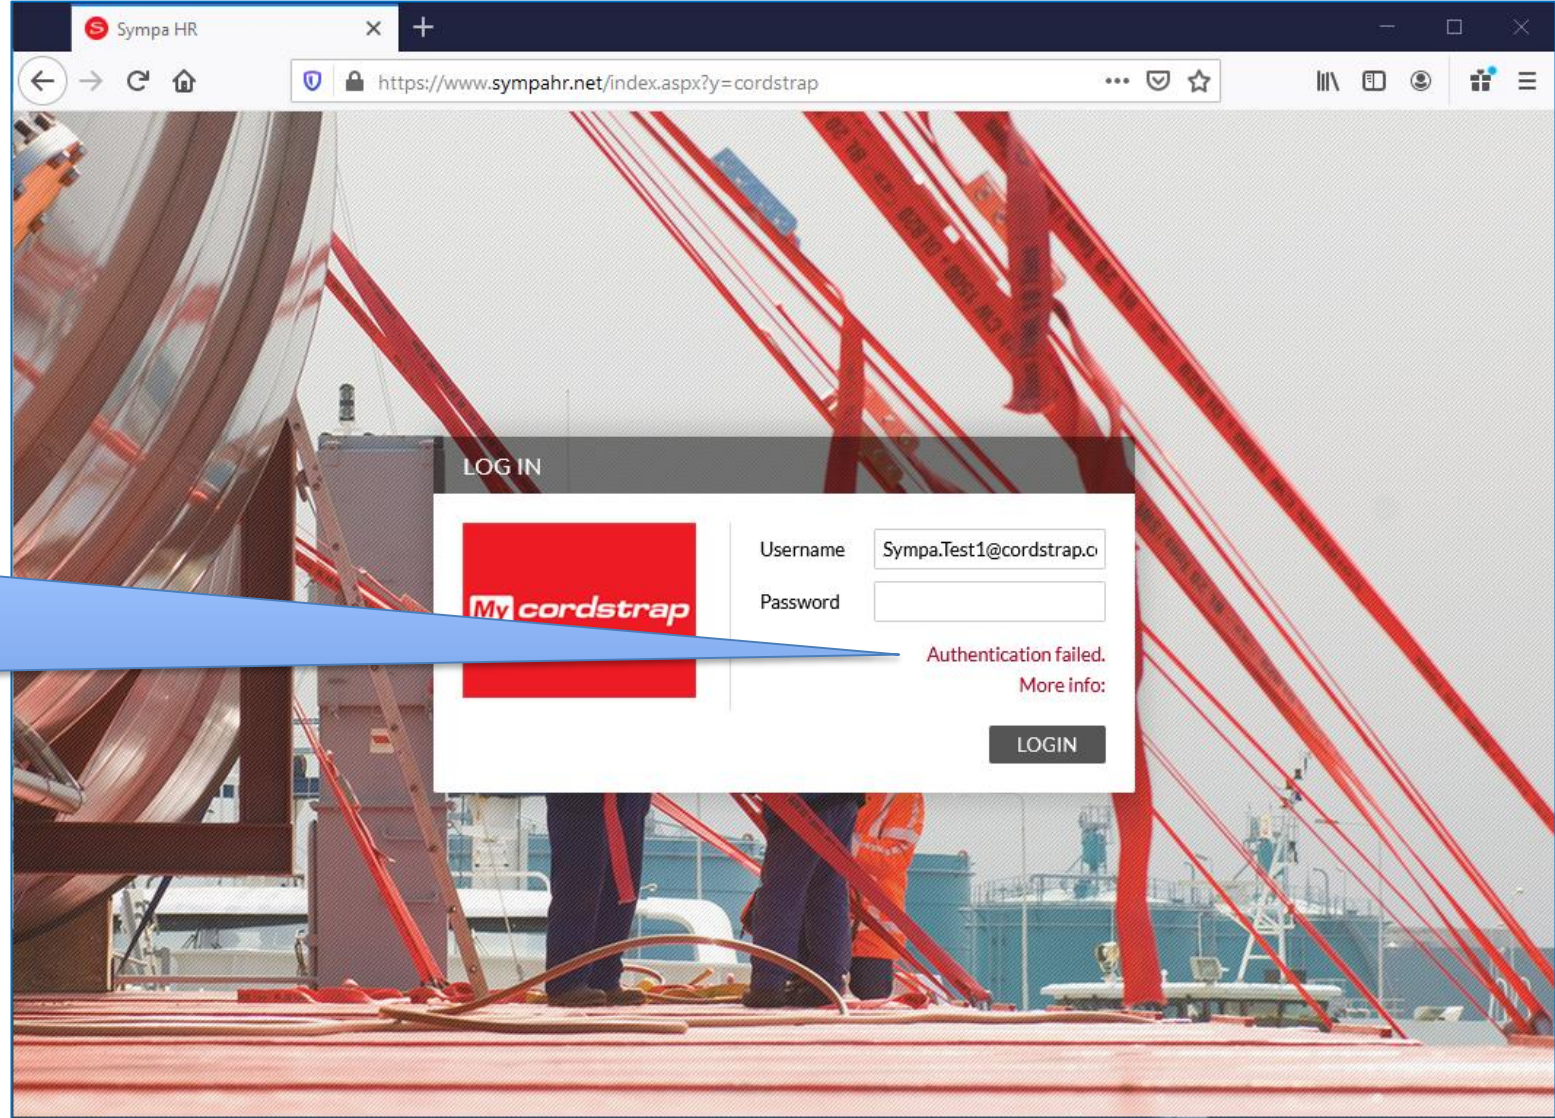 Sympa HR
https://www.sympahr.net/index.aspx?y=cordstrap
LOG IN
My cordstrap
Username Sympa.Test1@cordstrap.c
Password
Authentication failed.
More info:
LOGIN